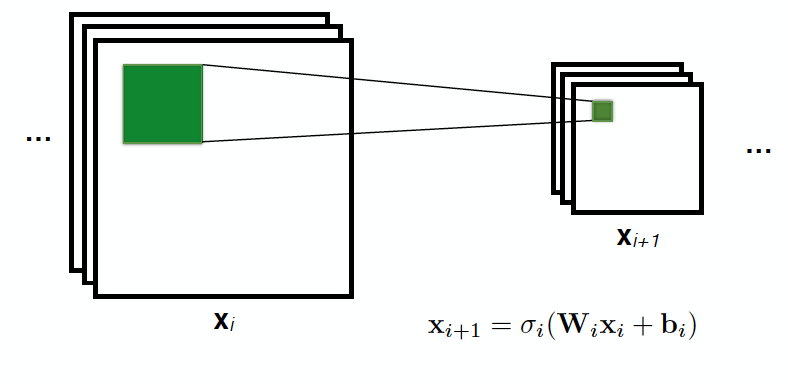 ...
...
x_{i+1}
x_i
x_{i+1} = σ_i(W_i x_i + b_i)